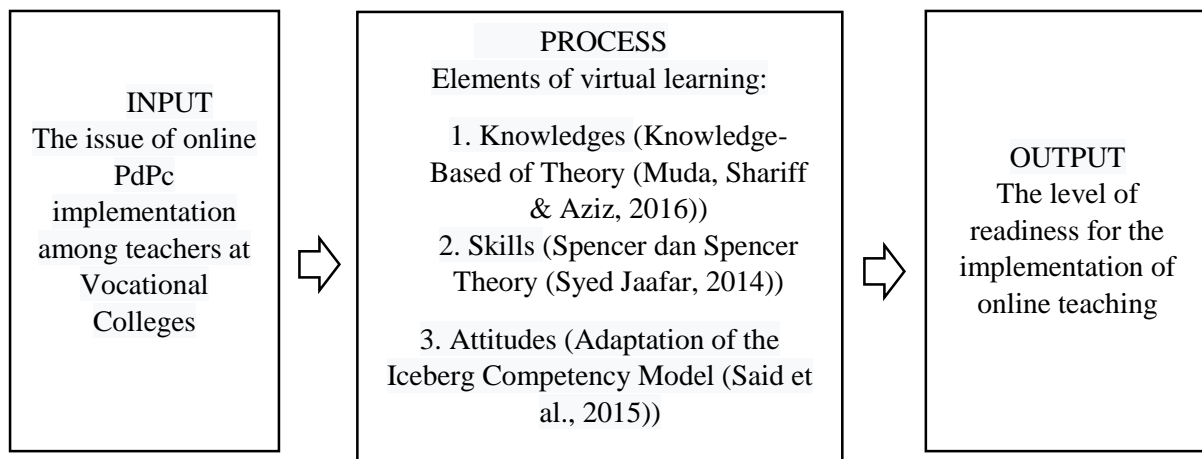 INPUT
The issue of online
PdPc
implementation
among teachers at
Vocational
Colleges
PROCESS
Elements of virtual learning:
1. Knowledges (Knowledge-
Based of Theory (Muda, Shariff
& Aziz, 2016))
2. Skills (Spencer dan Spencer
Theory (Syed Jaafar, 2014))
3. Attitudes (Adaptation of the
Iceberg Competency Model (Said
et al., 2015))
OUTPUT
The level of
readiness for the
implementation of
online teaching